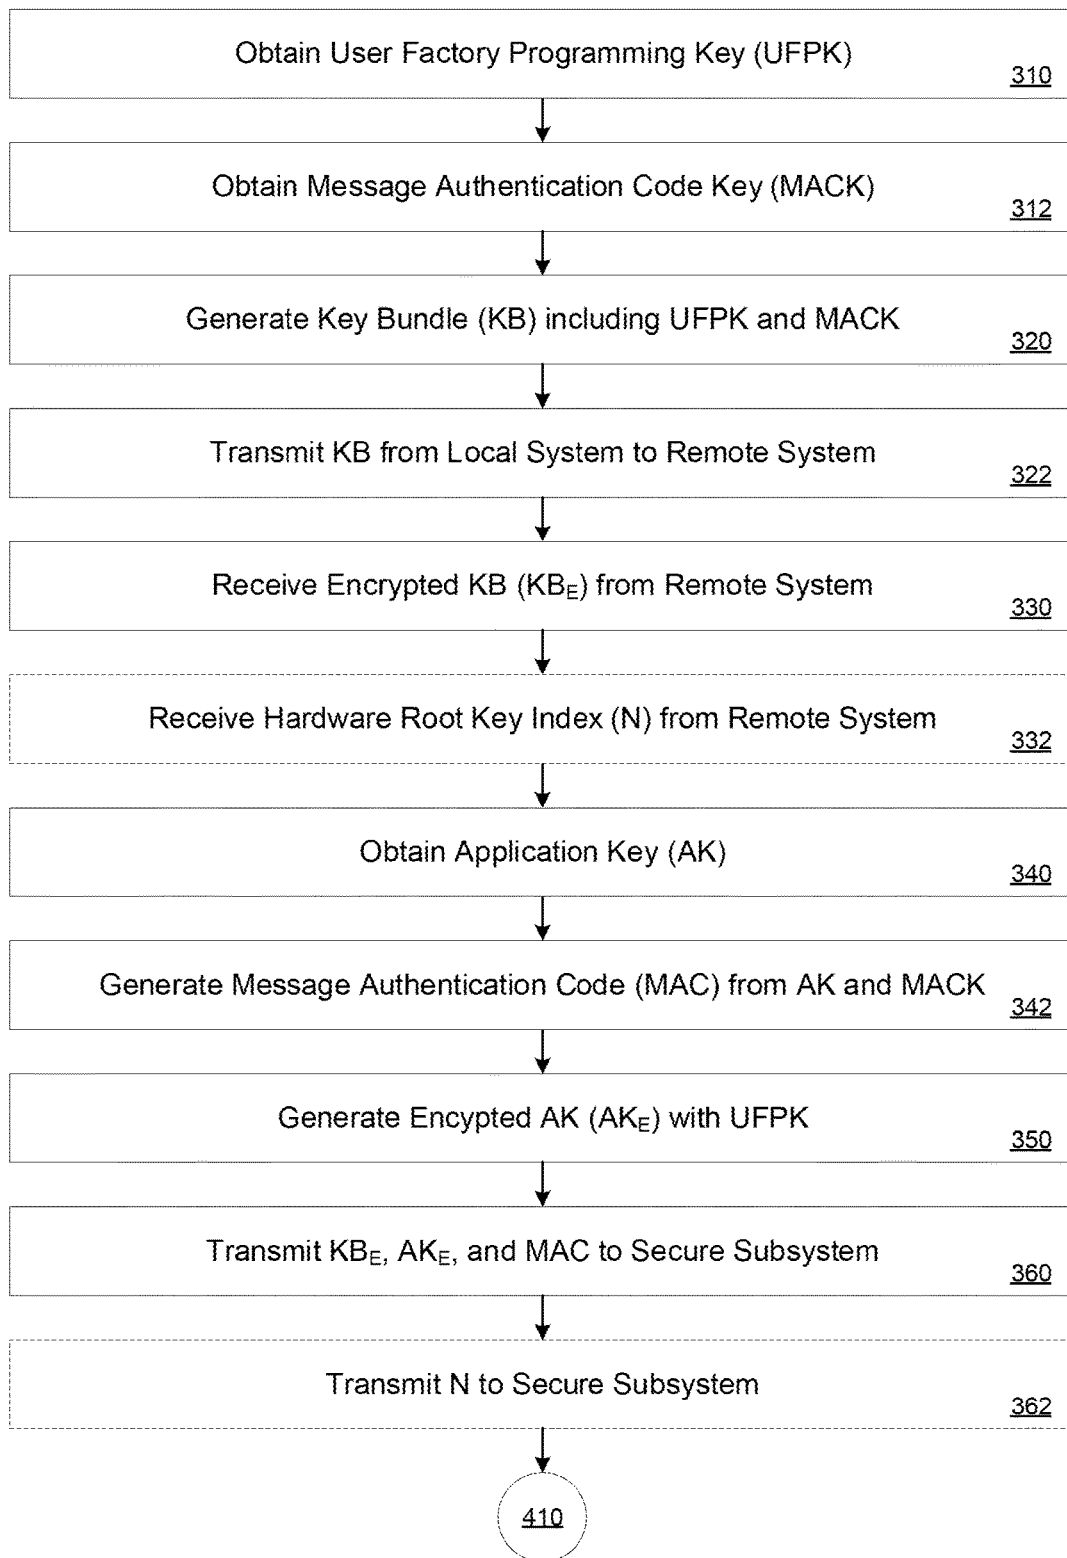 Obtain User Factory Programming Key (UFPK)
310
Obtain Message Authentication Code Key (MACK)
312
Generate Key Bundle (KB) including UFPK and MACK
320
Transmit KB from Local System to Remote System
322
Receive Encrypted KB (KBE) from Remote System
330
Receive Hardware Root Key Index (N) from Remote System
332
Obtain Application Key (AK)
340
Generate Message Authentication Code (MAC) from AK and MACK
342
Generate Encypted AK (AKE) with UFPK
350
Transmit KBE, AKE, and MAC to Secure Subsystem
360
Transmit N to Secure Subsystem
362
410